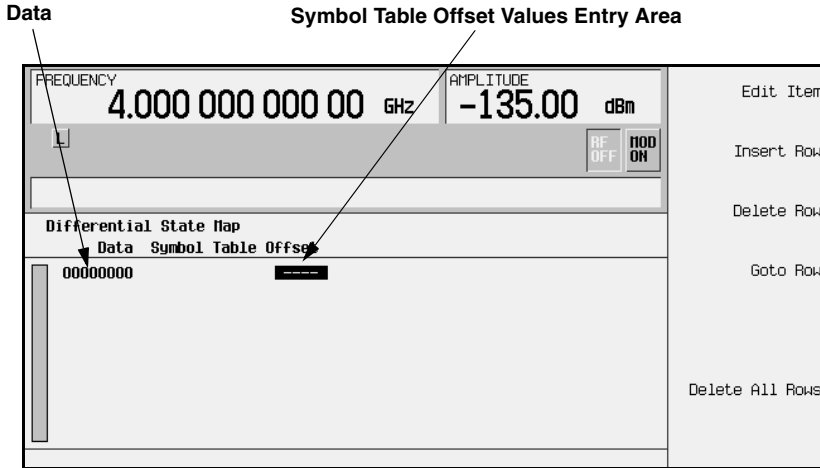 Data
Symbol Table Offset Values Entry Area
FREQUENCY
4.000 000 000 00 GHz
AMPLITUDE
-135.00 dBm
L
RF OFF
MOD ON
Differential State Map
Data Symbol Table Offset
00000000 ----
Edit Item
Insert Row
Delete Row
Goto Row
Delete All Rows